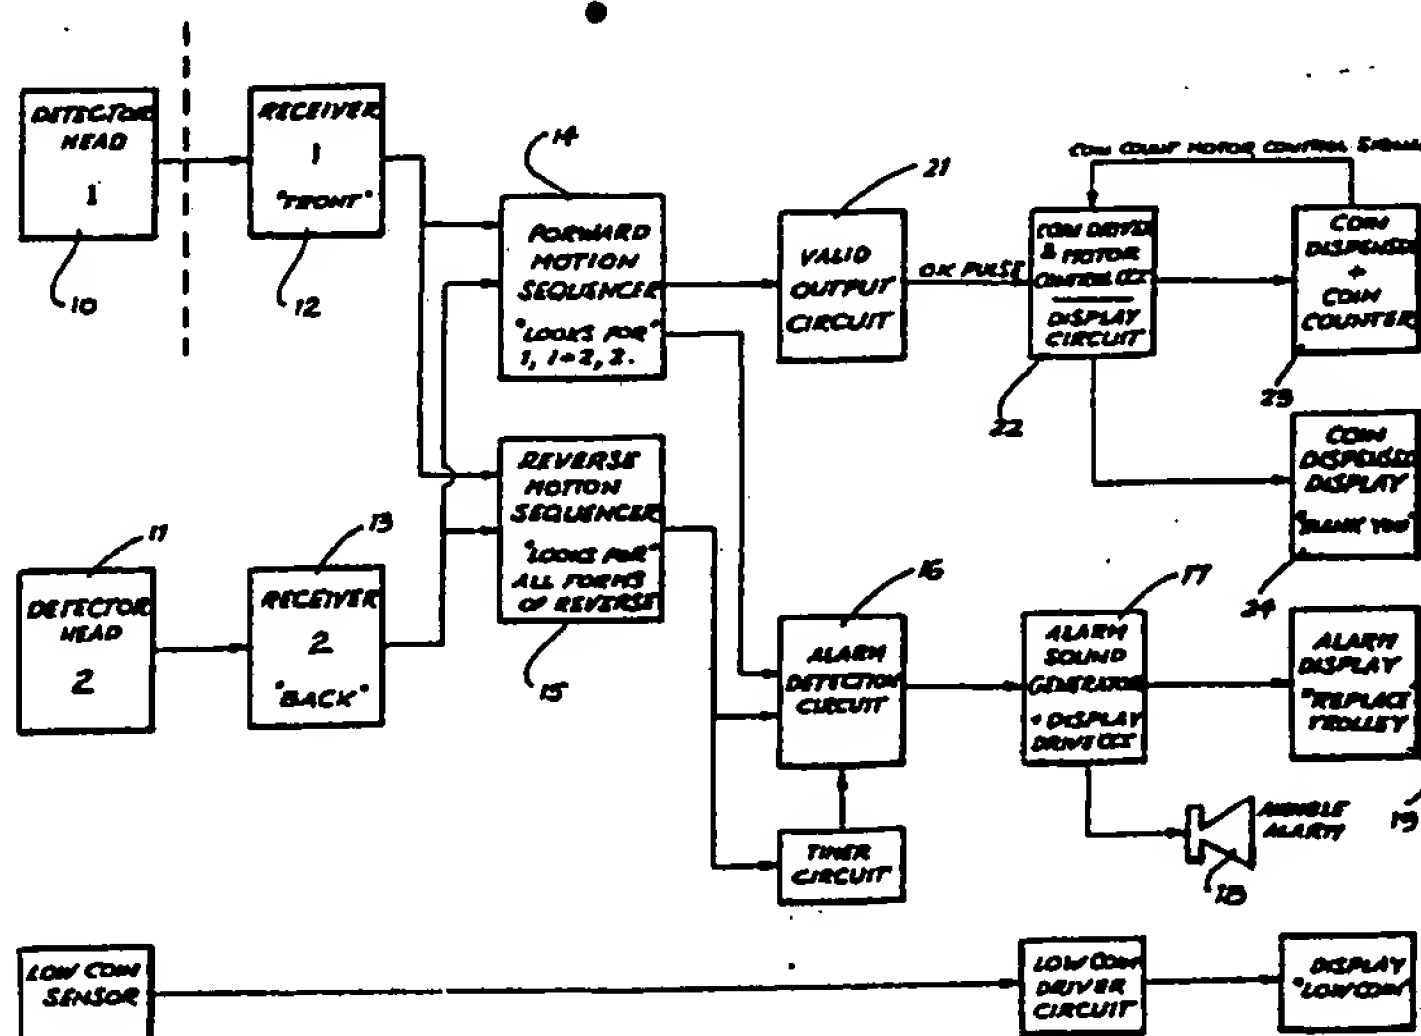 DETECTOR
HEAD
1
10
RECEIVER
1
"FRONT"
12
14
FORWARD
MOTION
SEQUENCER
"LOOKS FOR"
1, 1+2, 2.
21
VALID
OUTPUT
CIRCUIT
OK PULSE
COIN COUNT MOTOR CONTROL
COIN DRIVER
& MOTOR
CONTROL CCT
DISPLAY
CIRCUIT
22
COIN
DISPENSER
+
COIN
COUNTERS
23
COIN
DISPENSED
DISPLAY
"THANK YOU"
24
REVERSE
MOTION
SEQUENCER
"LOOKS FOR"
ALL FORMS
OF REVERSE
15
11
DETECTOR
HEAD
2
13
RECEIVER
2
"BACK"
16
ALARM
DETECTION
CIRCUIT
17
ALARM
SOUND
GENERATOR
+ DISPLAY
DRIVE CCT
ALARM
DISPLAY
"REPLACE
TROLLEY
19
AUDIBLE
ALARM
18
TIMER
CIRCUIT
LOW COIN
SENSOR
LOW COIN
DRIVER
CIRCUIT
DISPLAY
"LOW COIN"